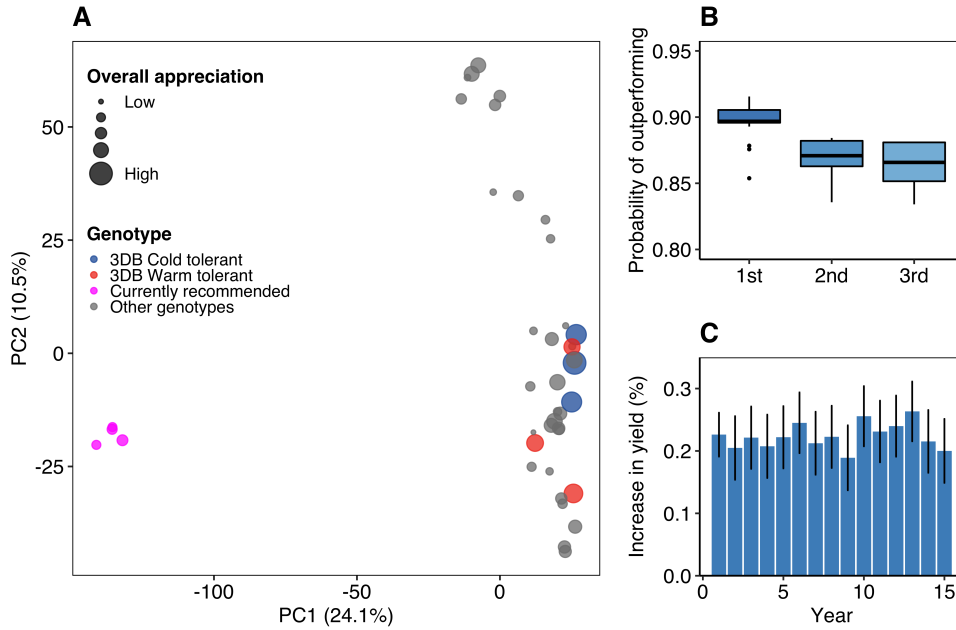 A
Overall appreciation
Low
High
Genotype
3DB Cold tolerant
3DB Warm tolerant
Currently recommended
Other genotypes
PC2 (10.5%)
50
25
0
-25
-100
-50
0
PC1 (24.1%)
B
Probability of outperforming
0.95
0.90
0.85
0.80
1st
2nd
3rd
C
Increase in yield (%)
0.3
0.2
0.1
0.0
0
5
10
15
Year